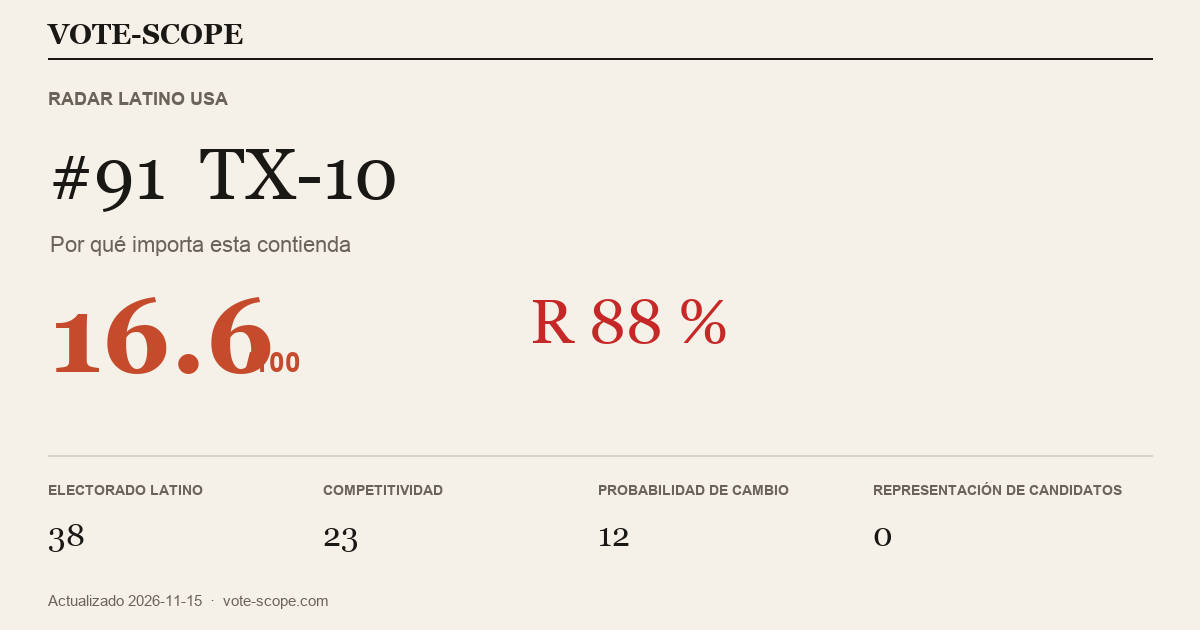 VOTE-SCOPE
RADAR LATINO USA
#91 TX-10
Por qué importa esta contienda
16.6/100 R 88 %
ELECTORADO LATINO COMPETITIVIDAD PROBABILIDAD DE CAMBIO REPRESENTACIÓN DE CANDIDATOS
38 23 12 0
Actualizado 2026-11-15 · vote-scope.com